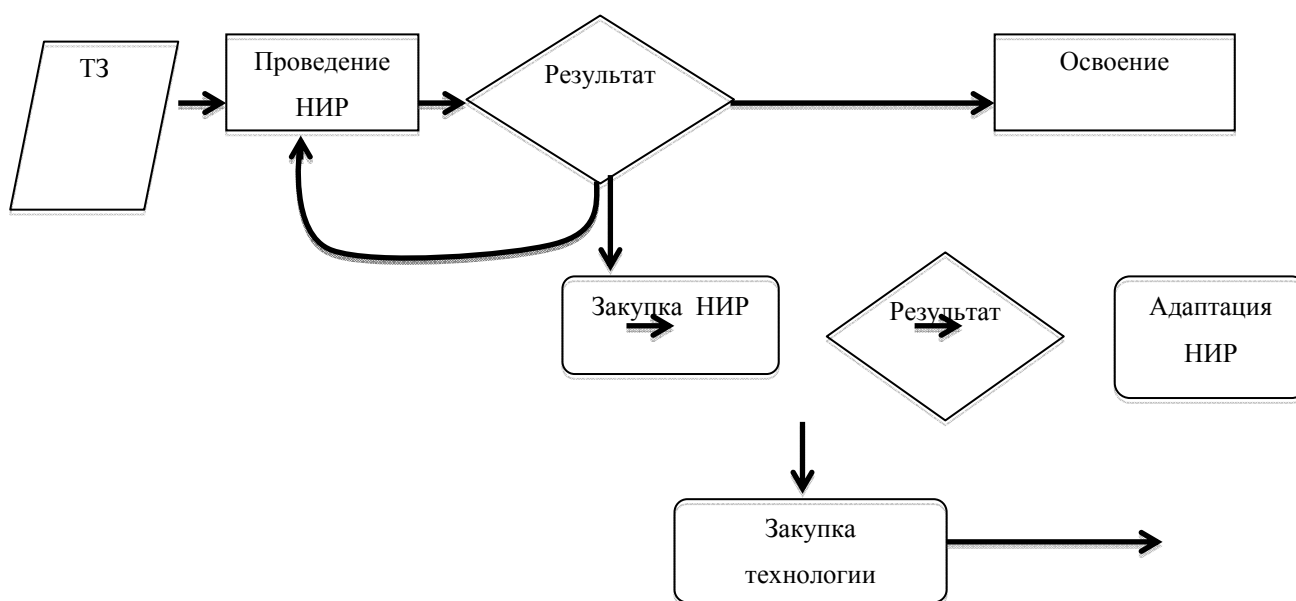 ТЗ
Проведение
НИР
Результат
Освоение
Закупка НИР
Результат
Адаптация
НИР
Закупка
технологии